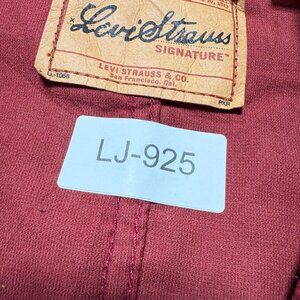 Levi Strauss
SIGNATURE
LEVI STRAUSS & CO.
San Francisco, Cal.
LJ-925